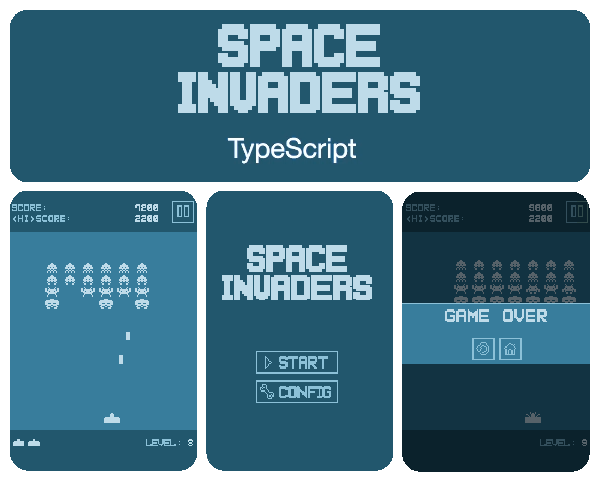 SPACE
INVADERS
TypeScript
SCORE: 7200
<HI>SCORE: 2200
LEVEL: 8
SPACE
INVADERS
START
CONFIG
SCORE: 9600
<HI>SCORE: 2200
GAME OVER
LEVEL: 9